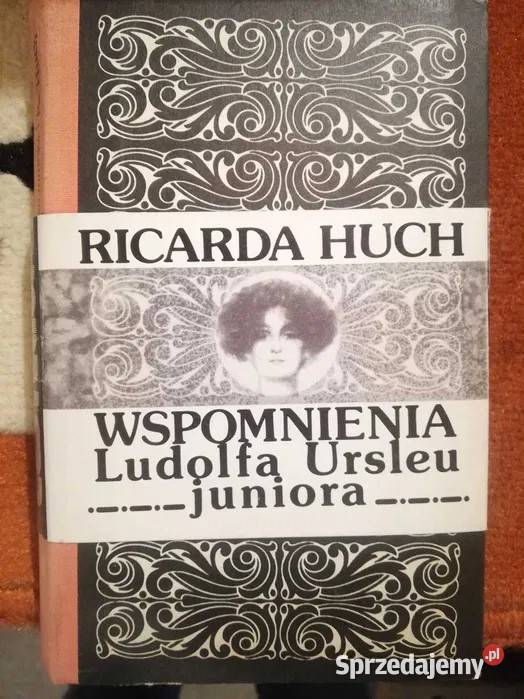 RICARDA HUCH
WSPOMNIENIA
Ludolfa Ursleu
juniora
Sprzedajemy.pl